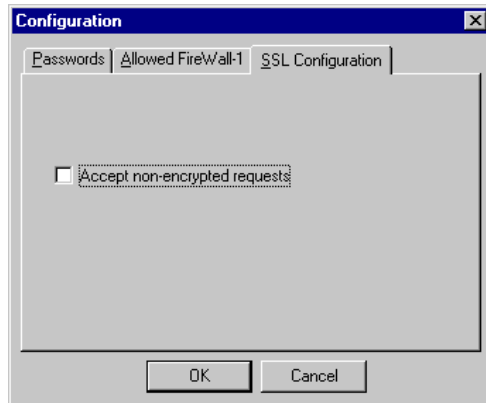 Configuration
Passwords Allowed FireWall-1 SSL Configuration
Accept non-encrypted requests
OK Cancel